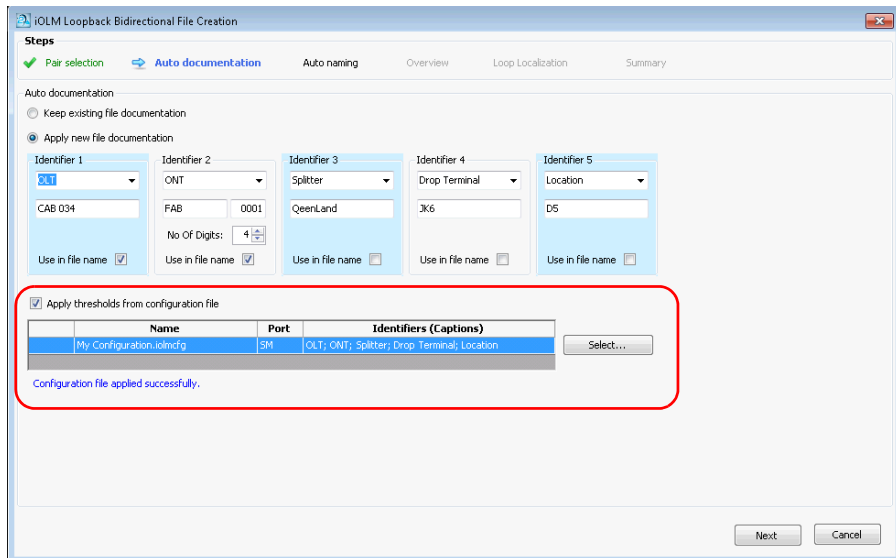 iOLM Loopback Bidirectional File Creation
Steps
Pair selection Auto documentation Auto naming Overview Loop Localization Summary
Auto documentation
Keep existing file documentation
Apply new file documentation
Identifier 1 Identifier 2 Identifier 3 Identifier 4 Identifier 5
OLT ONT Splitter Drop Terminal Location
CAB 034 FAB 0001 QeenLand JK6 D5
No Of Digits: 4
Use in file name Use in file name Use in file name Use in file name Use in file name
Apply thresholds from configuration file
Name Port Identifiers (Captions)
My Configuration.iolmcfg SM OLT; ONT; Splitter; Drop Terminal; Location Select...
Configuration file applied successfully.
Next Cancel